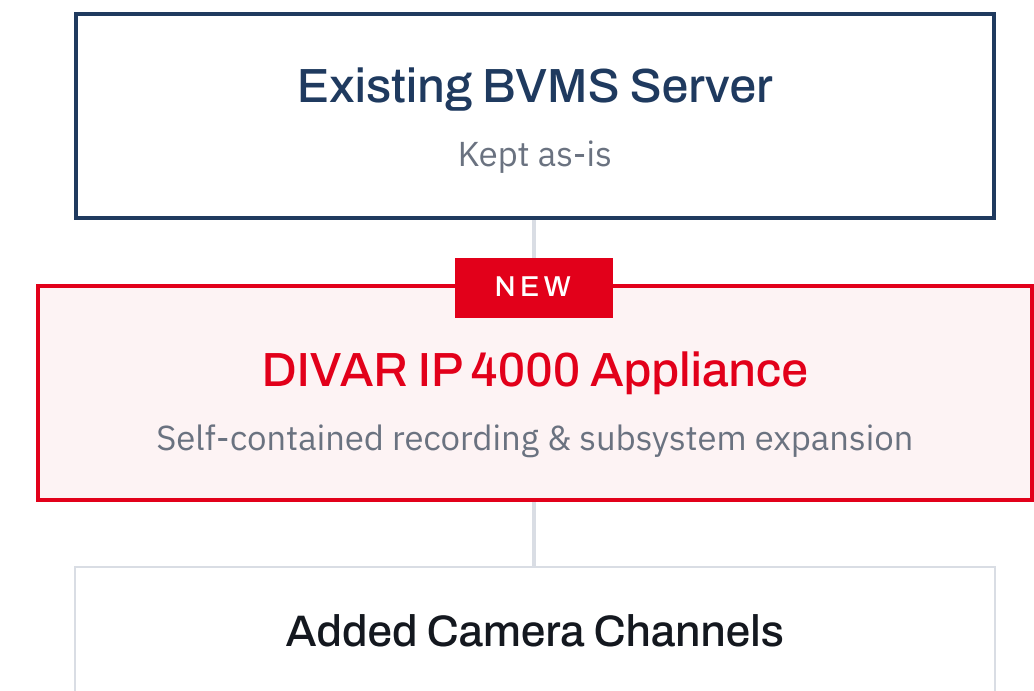 Existing BVMS Server
Kept as-is
NEW
DIVAR IP 4000 Appliance
Self-contained recording & subsystem expansion
Added Camera Channels